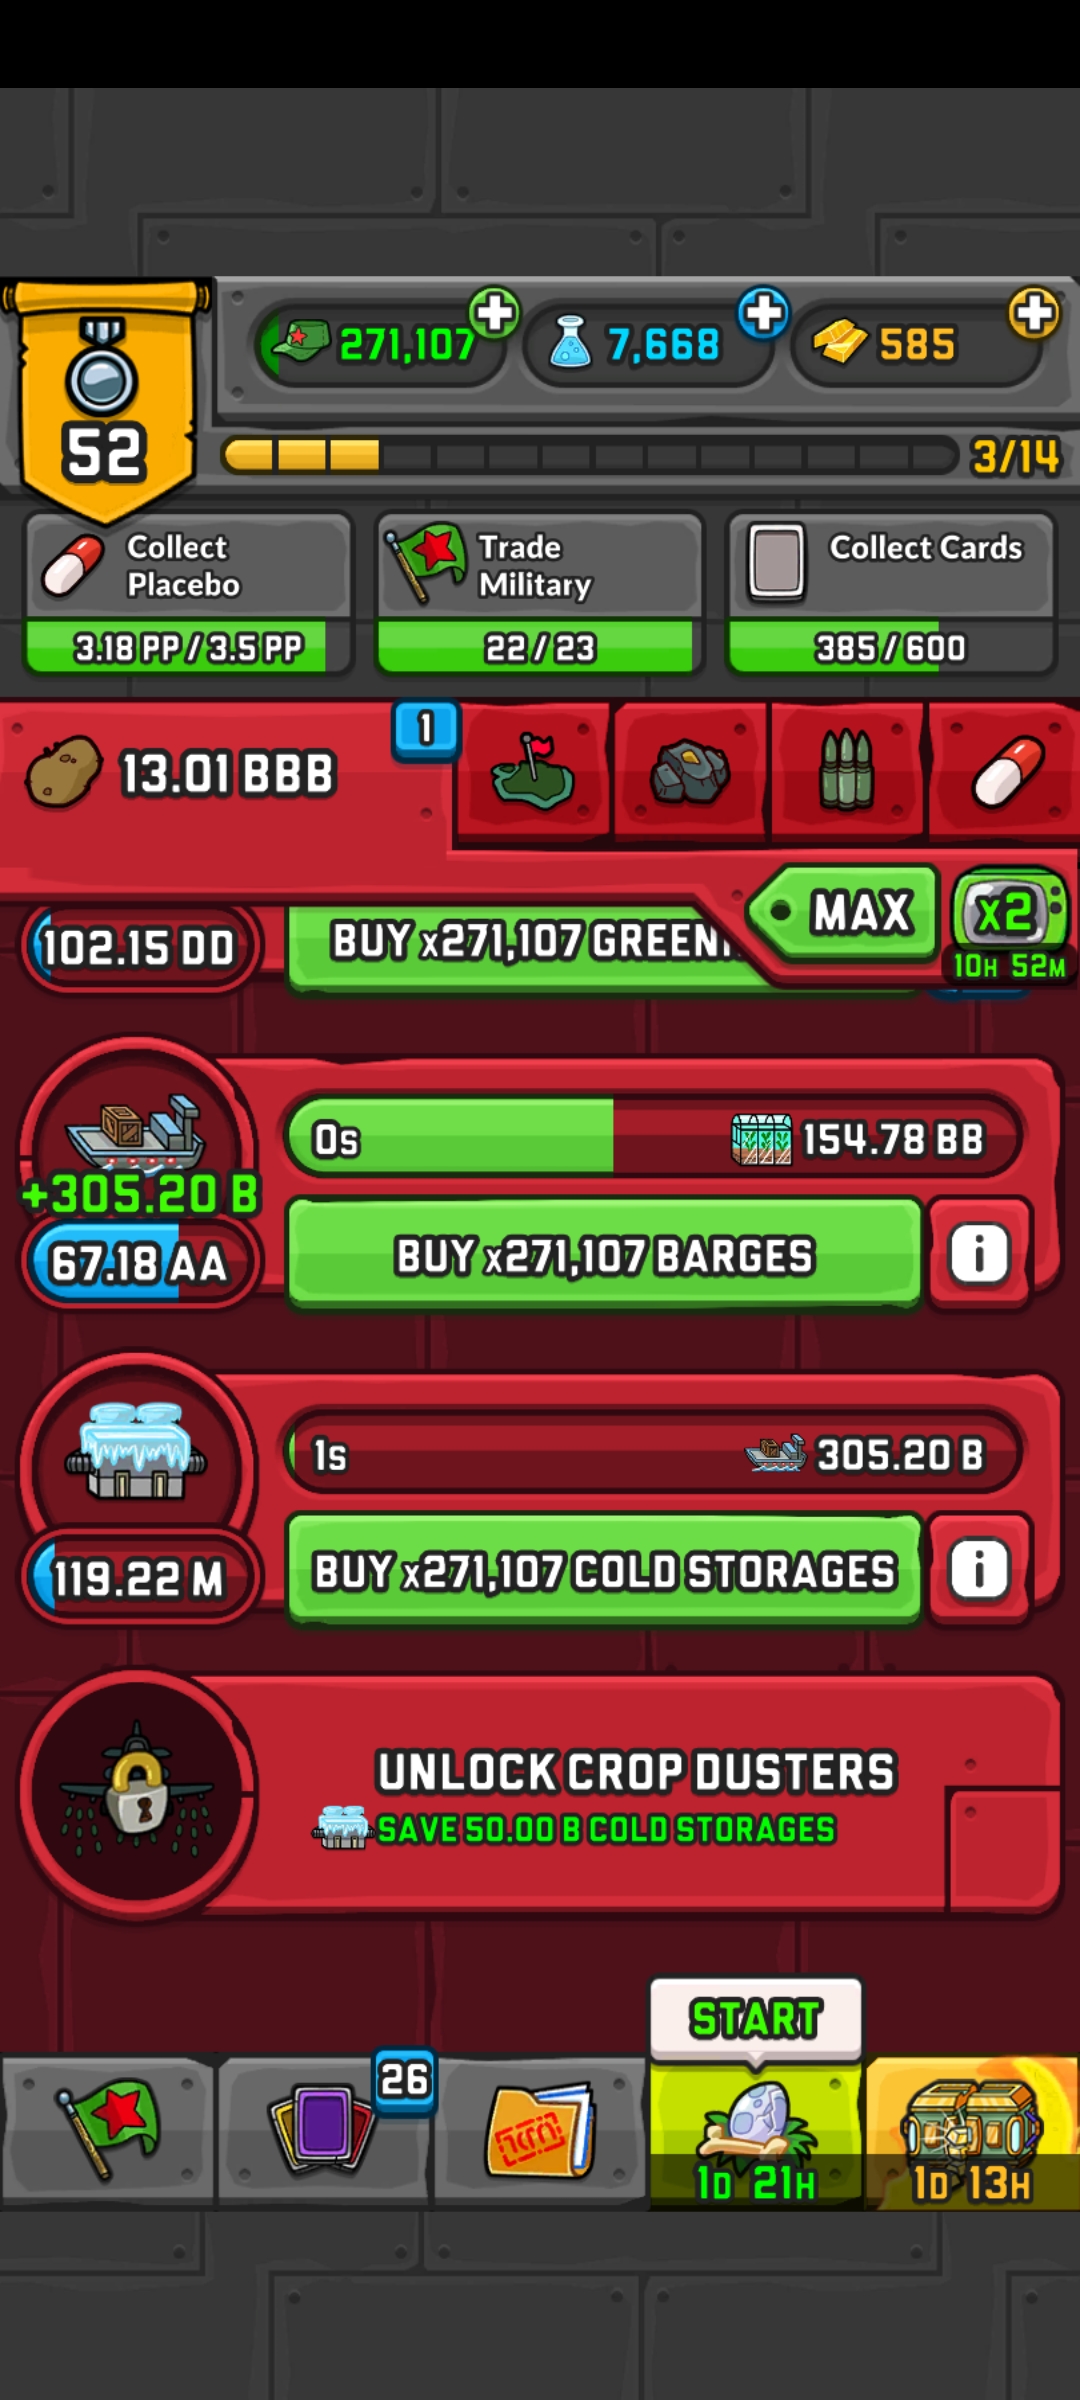 271,107
7,668
585
52
3/14
Collect
Placebo
3.18 PP / 3.5 PP
Trade
Military
22 / 23
Collect Cards
385 / 600
13.01 BBB
1
MAX
x2
10H 52M
102.15 DD
BUY x271,107
0s
154.78 BB
+305.20 B
67.18 AA
BUY x271,107 BARGES
i
1s
305.20 B
119.22 M
BUY x271,107 COLD STORAGES
i
UNLOCK CROP DUSTERS
SAVE 50.00 B COLD STORAGES
START
26
1D 21H
1D 13H